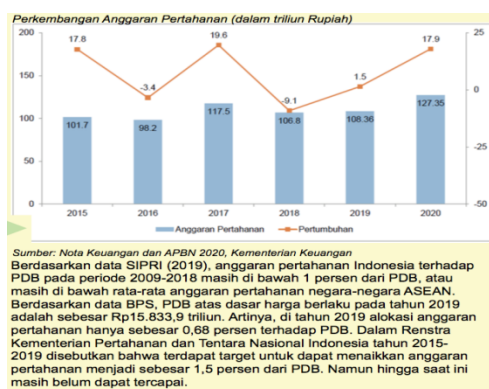 Perkembangan Anggaran Pertahanan (dalam triliun Rupiah)
200 25
17.8 19.6 17.9
150 -3.4 -9.1 1.5 0
100 101.7 98.2 117.5 106.8 108.36 127.35
50 -25
0 -50
2015 2016 2017 2018 2019 2020
Anggaran Pertahanan Pertumbuhan
Sumber: Nota Keuangan dan APBN 2020, Kementerian Keuangan
Berdasarkan data SIPRI (2019), anggaran pertahanan Indonesia terhadap
PDB pada periode 2009-2018 masih di bawah 1 persen dari PDB, atau
masih di bawah rata-rata anggaran pertahanan negara-negara ASEAN.
Berdasarkan data BPS, PDB atas dasar harga berlaku pada tahun 2019
adalah sebesar Rp15.833,9 triliun. Artinya, di tahun 2019 alokasi anggaran
pertahanan hanya sebesar 0,68 persen terhadap PDB. Dalam Renstra
Kementerian Pertahanan dan Tentara Nasional Indonesia tahun 2015-
2019 disebutkan bahwa terdapat target untuk dapat menaikkan anggaran
pertahanan menjadi sebesar 1,5 persen dari PDB. Namun hingga saat ini
masih belum dapat tercapai.